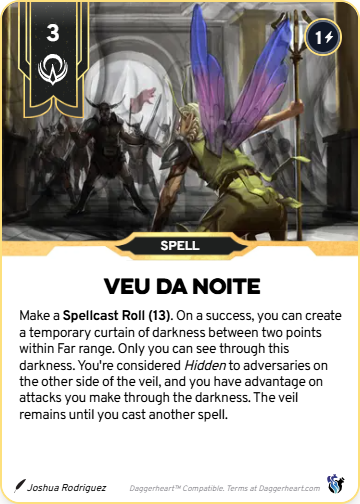 3
1
SPELL
VEU DA NOITE
Make a Spellcast Roll (13). On a success, you can create
a temporary curtain of darkness between two points
within Far range. Only you can see through this
darkness. You're considered Hidden to adversaries on
the other side of the veil, and you have advantage on
attacks you make through the darkness. The veil
remains until you cast another spell.
Joshua Rodriguez
Daggerheart™ Compatible. Terms at Daggerheart.com